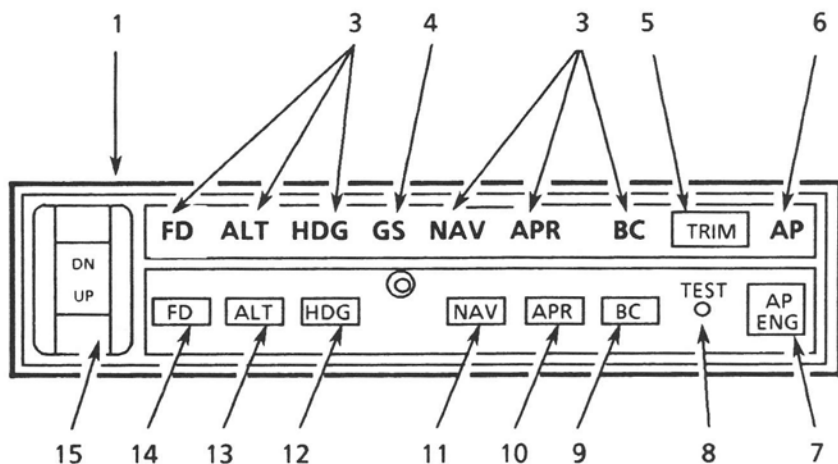 1 3 4 3 5 6
FD ALT HDG GS NAV APR BC TRIM AP
DN
UP
FD ALT HDG NAV APR BC TEST AP ENG
15 14 13 12 11 10 9 8 7